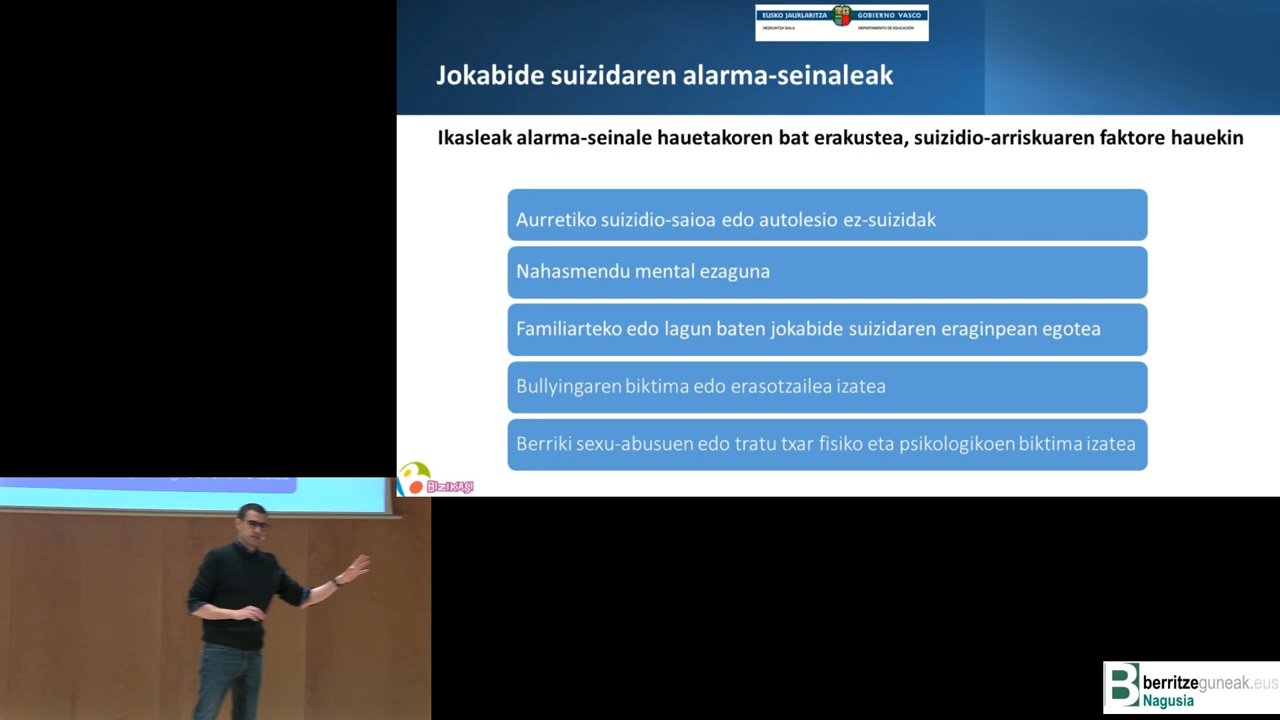 EUSKO JAURLARITZA
GOBIERNO VASCO
HEZKUNTZA SAILA
DEPARTAMENTO DE EDUCACIÓN
Jokabide suizidaren alarma-seinaleak
Ikasleak alarma-seinale hauetakoren bat erakustea, suizidio-arriskuaren faktore hauekin
Aurretiko suizidio-saioa edo autolesio ez-suizidak
Nahasmendu mental ezaguna
Familiarteko edo lagun baten jokabide suizidaren eraginpean egotea
Bullyingaren biktima edo erasotzailea izatea
Berriki sexu-abusuen edo tratu txar fisiko eta psikologikoen biktima izatea
BIZIKASI
berritzeguneak.eus
Nagusia